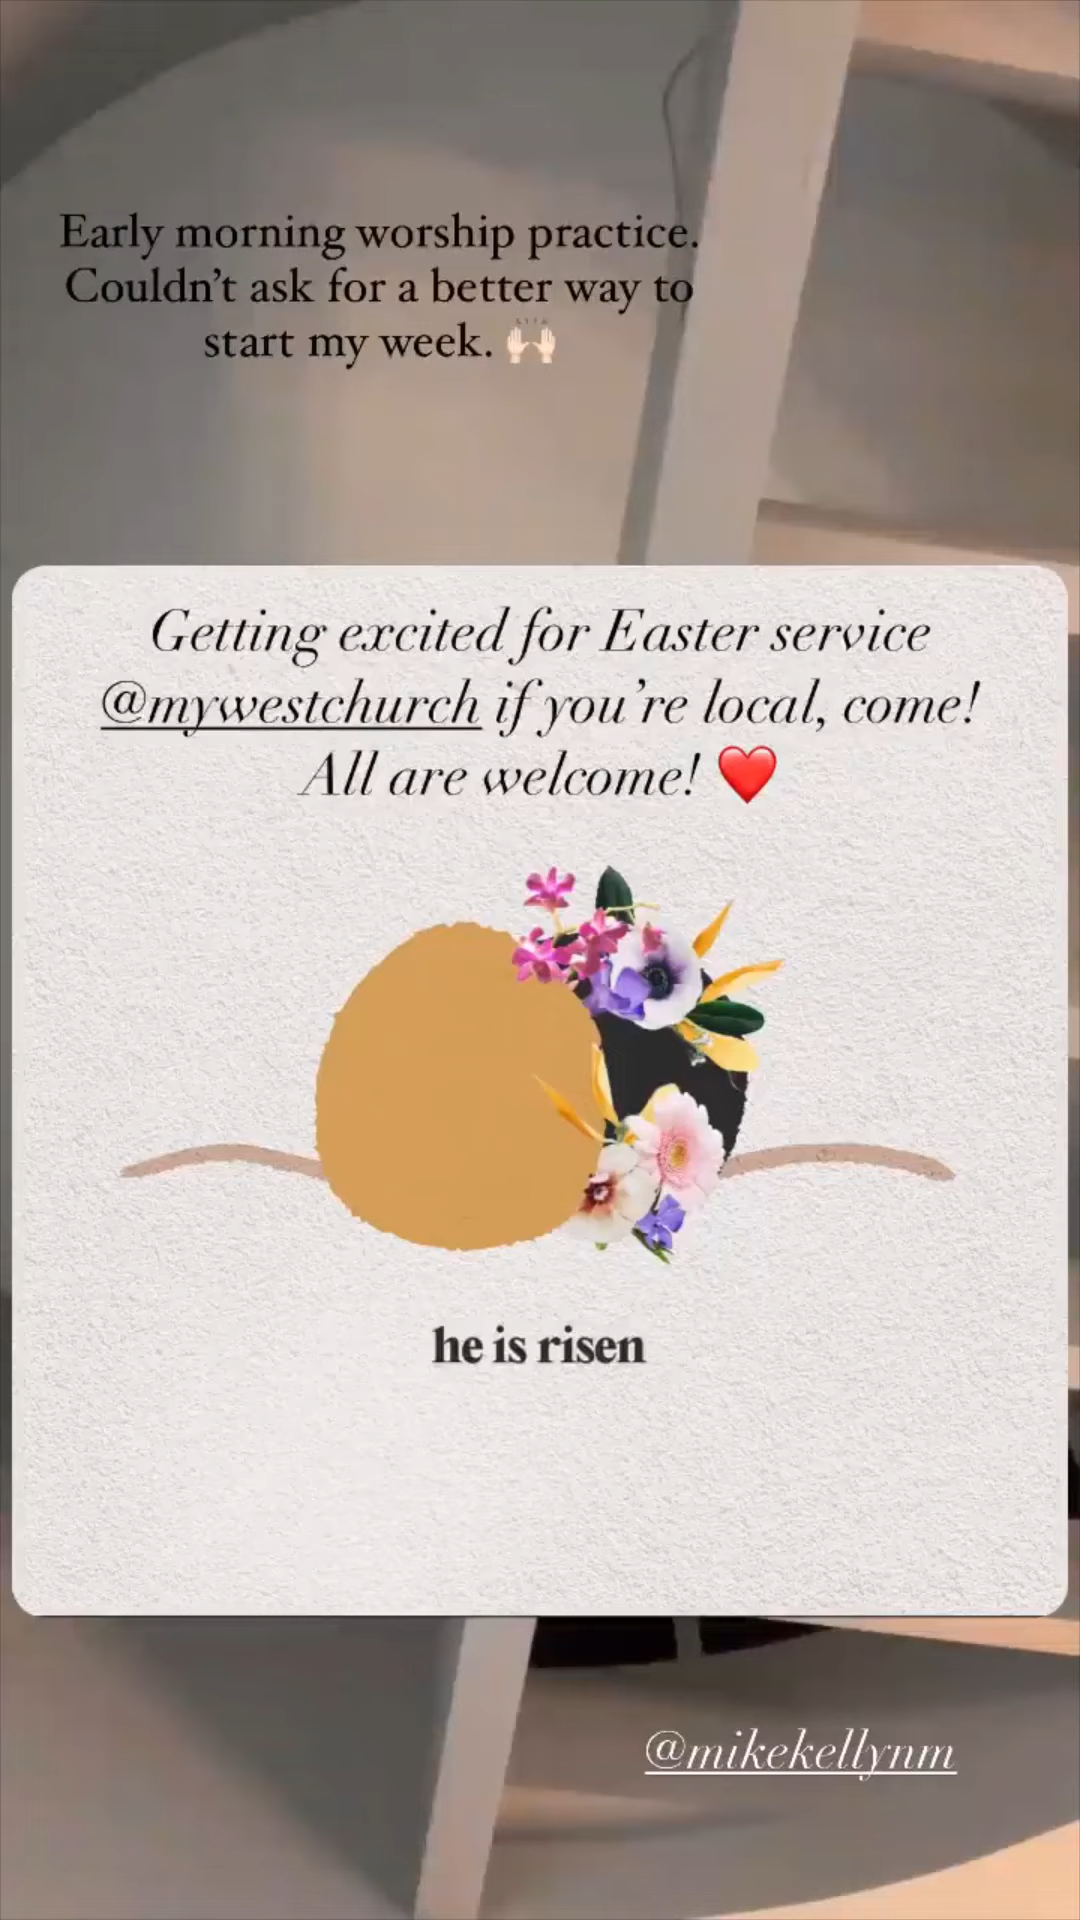 Early morning worship practice.
Couldn’t ask for a better way to
start my week. 🙌🏻
Getting excited for Easter service
@mywestchurch if you’re local, come!
All are welcome! ❤️
he is risen
@mikekellynm